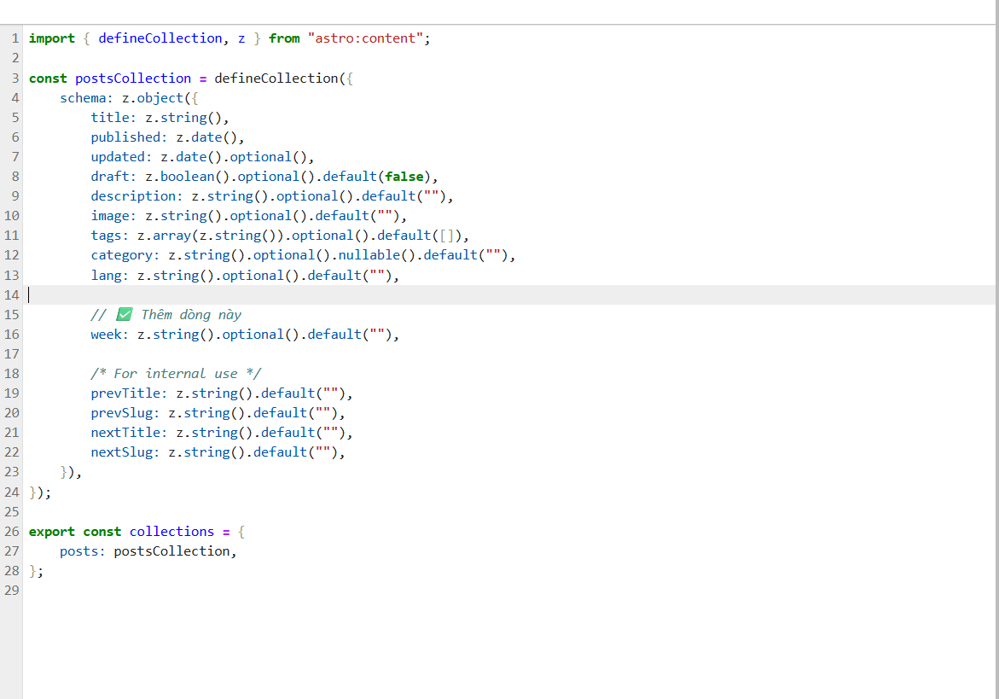 1 import { defineCollection, z } from "astro:content";
2
3 const postsCollection = defineCollection({
4     schema: z.object({
5         title: z.string(),
6         published: z.date(),
7         updated: z.date().optional(),
8         draft: z.boolean().optional().default(false),
9         description: z.string().optional().default(""),
10         image: z.string().optional().default(""),
11         tags: z.array(z.string()).optional().default([]),
12         category: z.string().optional().nullable().default(""),
13         lang: z.string().optional().default(""),
14
15         // ✅ Thêm dòng này
16         week: z.string().optional().default(""),
17
18         /* For internal use */
19         prevTitle: z.string().default(""),
20         prevSlug: z.string().default(""),
21         nextTitle: z.string().default(""),
22         nextSlug: z.string().default(""),
23     }),
24 });
25
26 export const collections = {
27     posts: postsCollection,
28 };
29